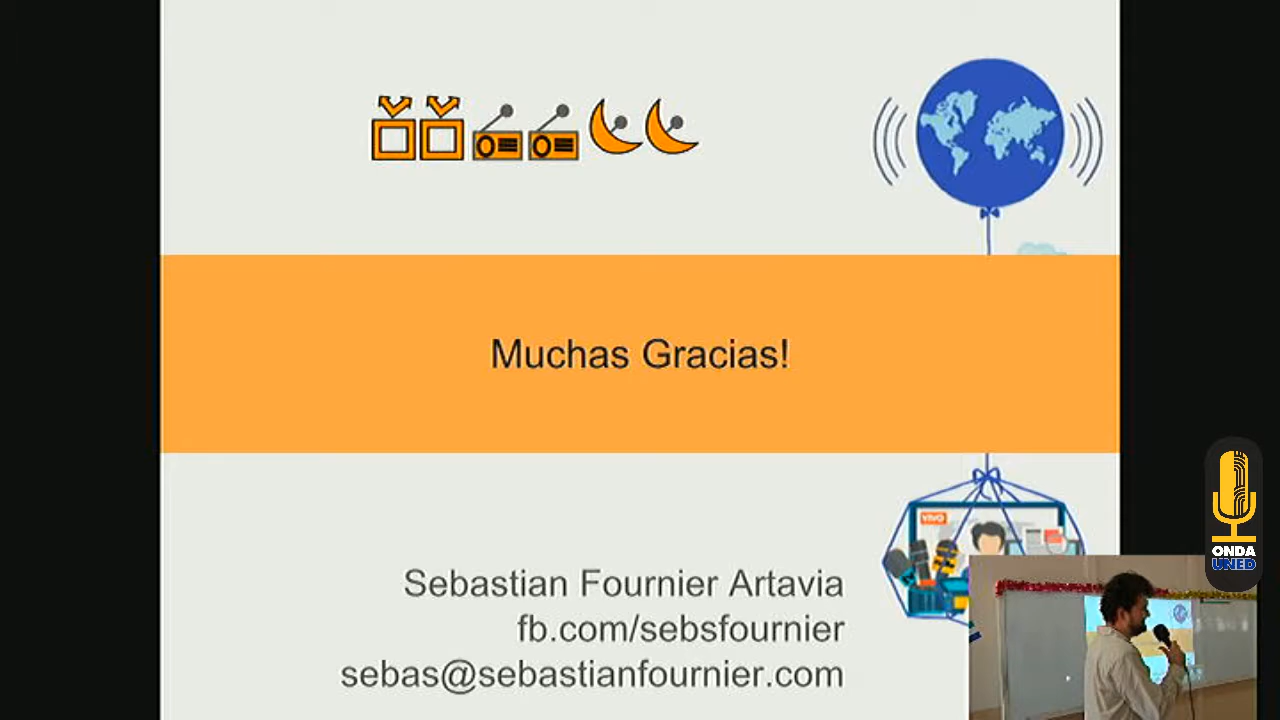 Muchas Gracias!
VIVO
ONDA
UNED
Sebastian Fournier Artavia
fb.com/sebsfournier
sebas@sebastianfournier.com